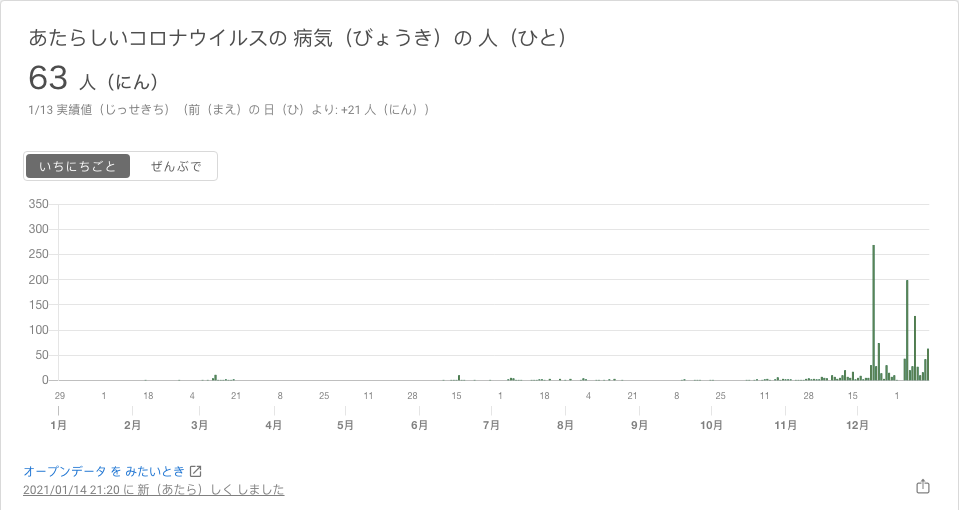 あたらしいコロナウイルスの 病気（びょうき）の 人（ひと）
63 人（にん）
1/13 実績値（じっせきち）（前（まえ）の 日（ひ）より: +21 人（にん））
いちにちごと ぜんぶで
350
300
250
200
150
100
50
0
29 1 18 4 21 8 25 11 28 15 1 18 4 21 8 25 11 28 15 1
1月 2月 3月 4月 5月 6月 7月 8月 9月 10月 11月 12月
オープンデータ を みたいとき
2021/01/14 21:20 に 新（あたら）しく しました